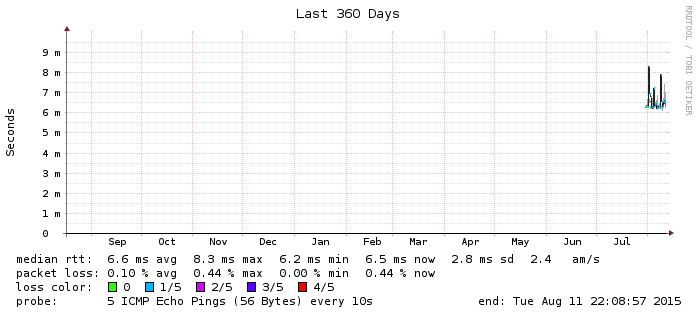 Last 360 Days
RRDTOOL / TOBI OETIKER
Seconds
9 m
8 m
7 m
6 m
5 m
4 m
3 m
2 m
1 m
0
Sep Oct Nov Dec Jan Feb Mar Apr May Jun Jul
median rtt: 6.6 ms avg 8.3 ms max 6.2 ms min 6.5 ms now 2.8 ms sd 2.4 am/s
packet loss: 0.10 % avg 0.44 % max 0.00 % min 0.44 % now
loss color: 0 1/5 2/5 3/5 4/5
probe: 5 ICMP Echo Pings (56 Bytes) every 10s end: Tue Aug 11 22:08:57 2015